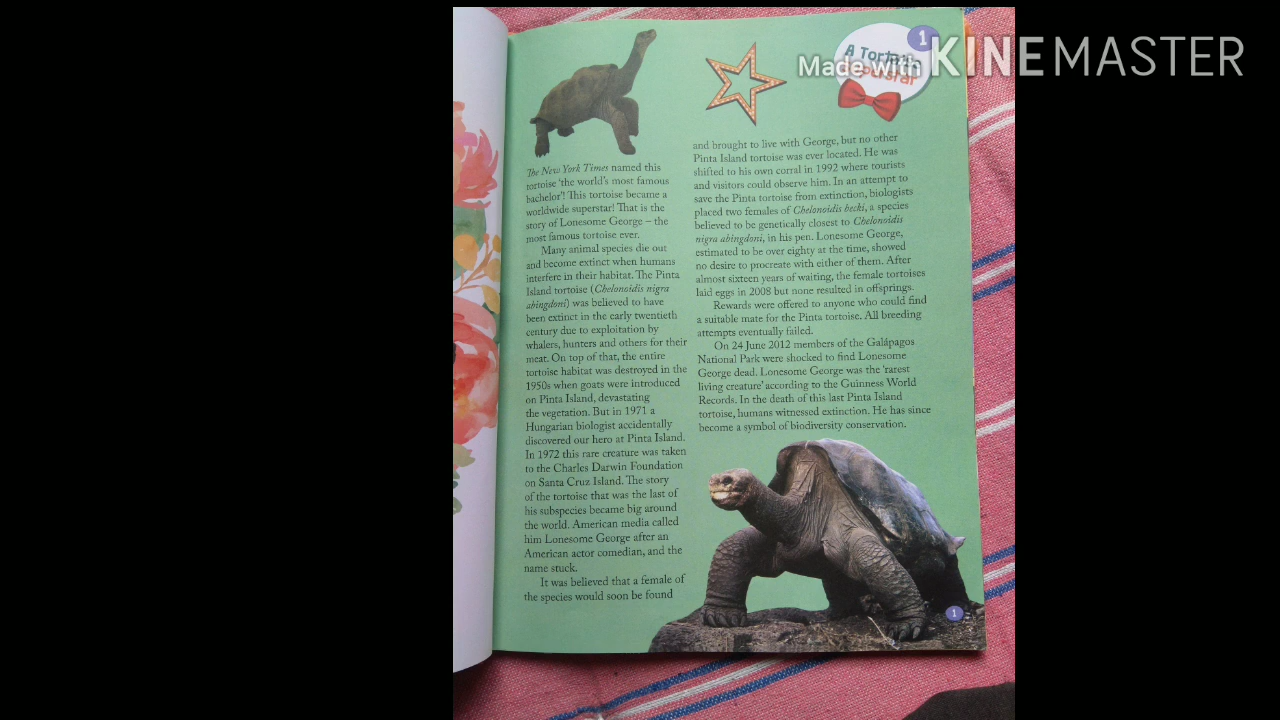 1
A Tortoise
Superstar
Made with KINEMASTER
The New York Times named this
tortoise 'the world's most famous
bachelor'! This tortoise became a
worldwide superstar! That is the
story of Lonesome George – the
most famous tortoise ever.
Many animal species die out
and become extinct when humans
interfere in their habitat. The Pinta
Island tortoise (Chelonoidis nigra
abingdoni) was believed to have
been extinct in the early twentieth
century due to exploitation by
whalers, hunters and others for their
meat. On top of that, the entire
tortoise habitat was destroyed in the
1950s when goats were introduced
on Pinta Island, devastating
the vegetation. But in 1971 a
Hungarian biologist accidentally
discovered our hero at Pinta Island.
In 1972 this rare creature was taken
to the Charles Darwin Foundation
on Santa Cruz Island. The story
of the tortoise that was the last of
his subspecies became big around
the world. American media called
him Lonesome George after an
American actor comedian, and the
name stuck.
It was believed that a female of
the species would soon be found
and brought to live with George, but no other
Pinta Island tortoise was ever located. He was
shifted to his own corral in 1992 where tourists
and visitors could observe him. In an attempt to
save the Pinta tortoise from extinction, biologists
placed two females of Chelonoidis becki, a species
believed to be genetically closest to Chelonoidis
nigra abingdoni, in his pen. Lonesome George,
estimated to be over eighty at the time, showed
no desire to procreate with either of them. After
almost sixteen years of waiting, the female tortoises
laid eggs in 2008 but none resulted in offsprings.
Rewards were offered to anyone who could find
a suitable mate for the Pinta tortoise. All breeding
attempts eventually failed.
On 24 June 2012 members of the Galápagos
National Park were shocked to find Lonesome
George dead. Lonesome George was the 'rarest
living creature' according to the Guinness World
Records. In the death of this last Pinta Island
tortoise, humans witnessed extinction. He has since
become a symbol of biodiversity conservation.
1